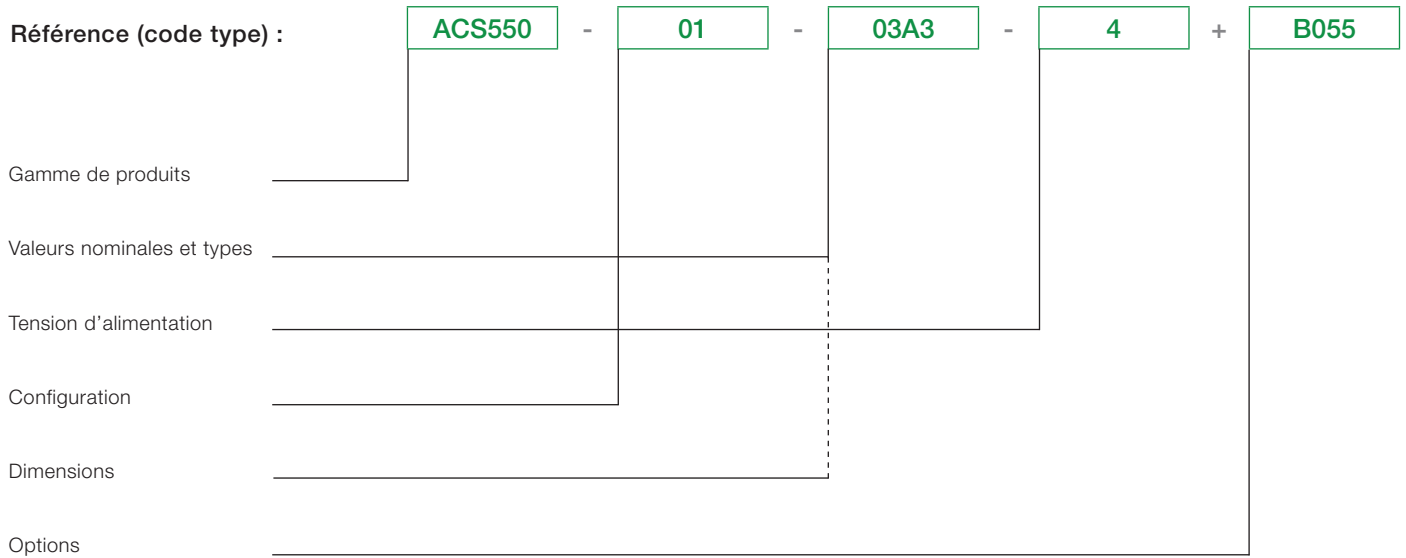 Référence (code type) : ACS550 - 01 - 03A3 - 4 + B055
Gamme de produits
Valeurs nominales et types
Tension d’alimentation
Configuration
Dimensions
Options